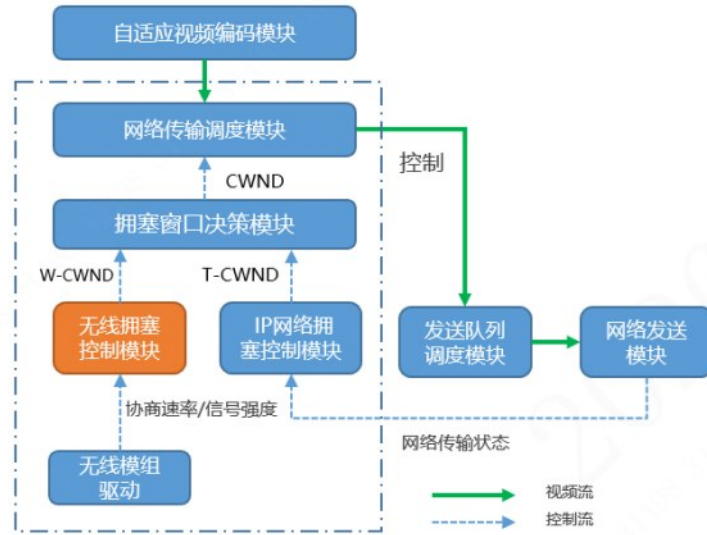 自适应视频编码模块
网络传输调度模块
控制
CWND
拥塞窗口决策模块
W-CWND
T-CWND
无线拥塞
控制模块
IP网络拥
塞控制模块
发送队列
调度模块
网络发送
模块
协商速率/信号强度
网络传输状态
无线模组
驱动
视频流
控制流